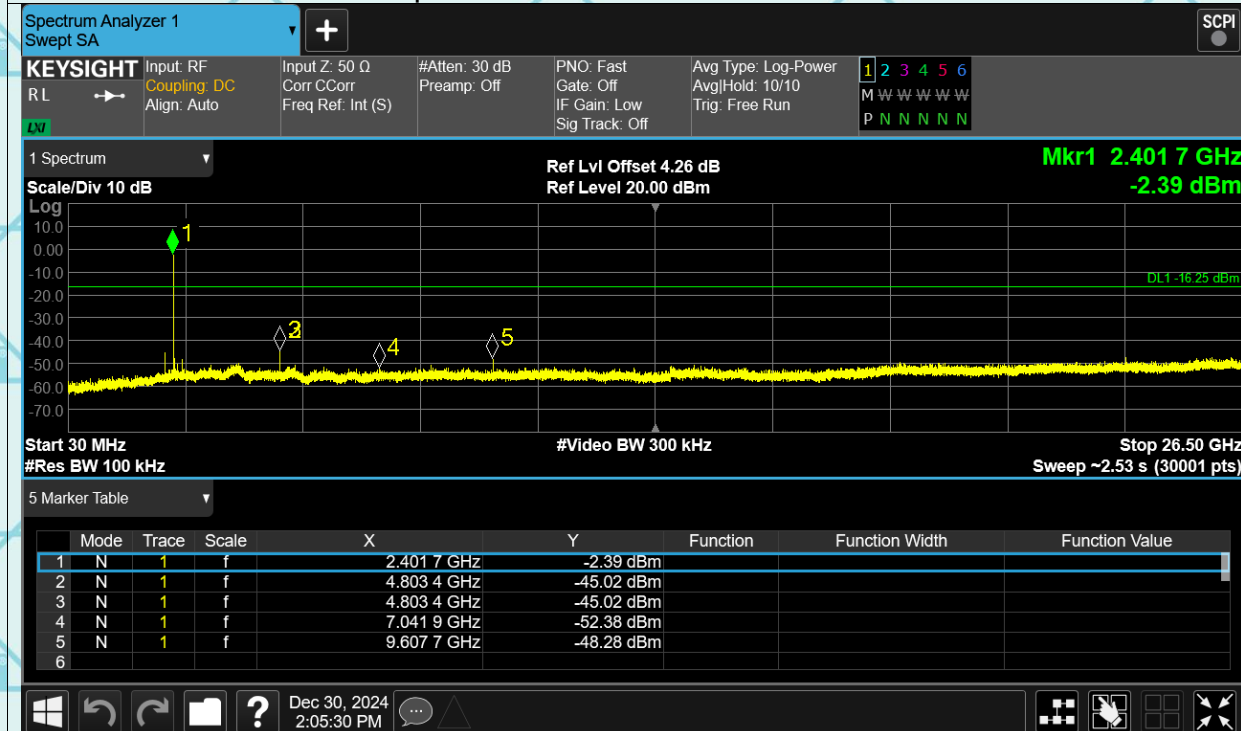 Spectrum Analyzer 1
Swept SA
SCPI
KEYSIGHT
RL
LXI
Input: RF
Coupling: DC
Align: Auto
Input Z: 50 Ω
Corr CCorr
Freq Ref: Int (S)
#Atten: 30 dB
Preamp: Off
PNO: Fast
Gate: Off
IF Gain: Low
Sig Track: Off
Avg Type: Log-Power
Avg|Hold: 10/10
Trig: Free Run
1 2 3 4 5 6
M W W W W W W
P N N N N N N
1 Spectrum
Scale/Div 10 dB
Log
Ref Lvl Offset 4.26 dB
Ref Level 20.00 dBm
Mkr1 2.401 7 GHz
-2.39 dBm
10.0
0.00
-10.0
-20.0
-30.0
-40.0
-50.0
-60.0
-70.0
1
DL1 -16.25 dBm
3
4
5
Start 30 MHz
#Res BW 100 kHz
#Video BW 300 kHz
Stop 26.50 GHz
Sweep ~2.53 s (30001 pts)
5 Marker Table
Mode Trace Scale X Y Function Function Width Function Value
1 N 1 f 2.401 7 GHz -2.39 dBm
2 N 1 f 4.803 4 GHz -45.02 dBm
3 N 1 f 4.803 4 GHz -45.02 dBm
4 N 1 f 7.041 9 GHz -52.38 dBm
5 N 1 f 9.607 7 GHz -48.28 dBm
6
?
Dec 30, 2024
2:05:30 PM